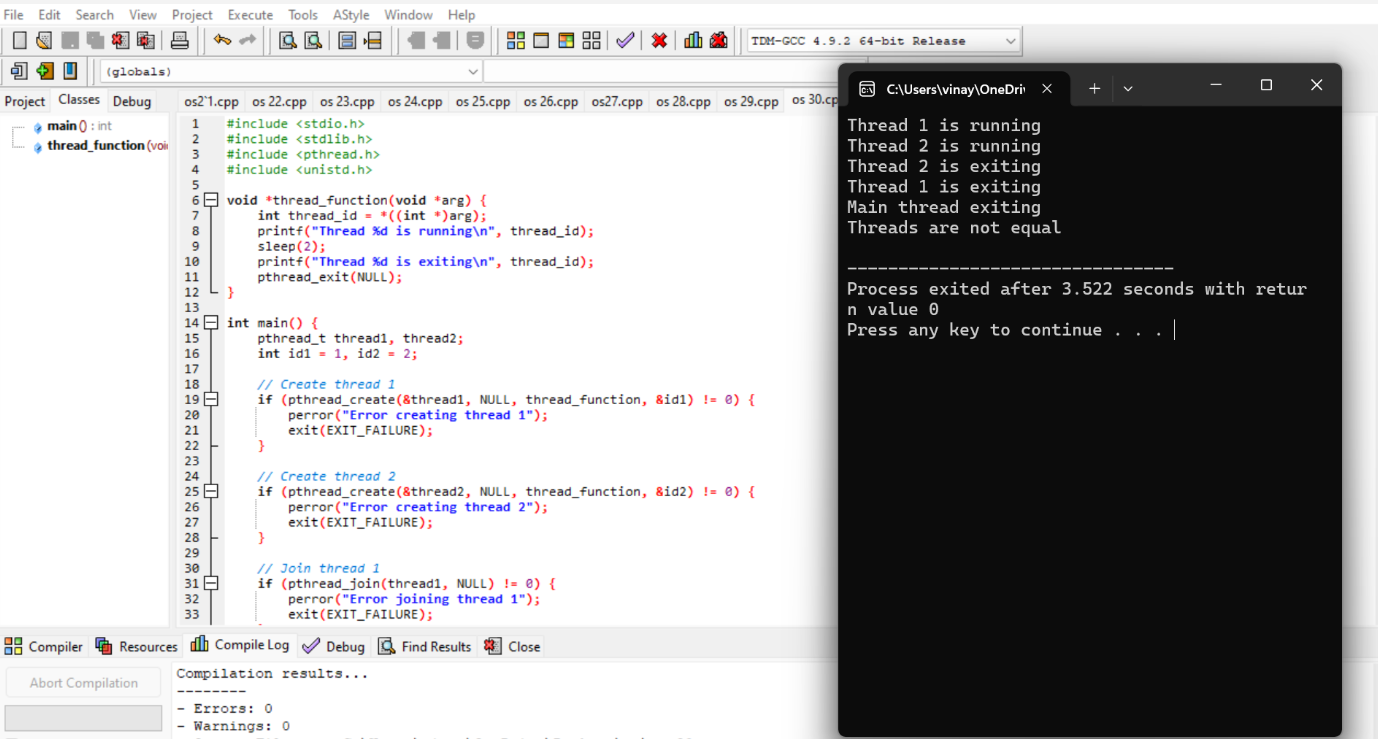 File Edit Search View Project Execute Tools AStyle Window Help
TDM-GCC 4.9.2 64-bit Release
(globals)
Project Classes Debug
os2`1.cpp os 22.cpp os 23.cpp os 24.cpp os 25.cpp os 26.cpp os27.cpp os 28.cpp os 29.cpp os 30.cp
main () : int
thread_function (voi
1 #include <stdio.h>
2 #include <stdlib.h>
3 #include <pthread.h>
4 #include <unistd.h>
5
6 void *thread_function(void *arg) {
7 int thread_id = *((int *)arg);
8 printf("Thread %d is running\n", thread_id);
9 sleep(2);
10 printf("Thread %d is exiting\n", thread_id);
11 pthread_exit(NULL);
12 }
13
14 int main() {
15 pthread_t thread1, thread2;
16 int id1 = 1, id2 = 2;
17
18 // Create thread 1
19 if (pthread_create(&thread1, NULL, thread_function, &id1) != 0) {
20 perror("Error creating thread 1");
21 exit(EXIT_FAILURE);
22 }
23
24 // Create thread 2
25 if (pthread_create(&thread2, NULL, thread_function, &id2) != 0) {
26 perror("Error creating thread 2");
27 exit(EXIT_FAILURE);
28 }
29
30 // Join thread 1
31 if (pthread_join(thread1, NULL) != 0) {
32 perror("Error joining thread 1");
33 exit(EXIT_FAILURE);
C:\Users\vinay\OneDri
Thread 1 is running
Thread 2 is running
Thread 2 is exiting
Thread 1 is exiting
Main thread exiting
Threads are not equal
--------------------------------
Process exited after 3.522 seconds with retur
n value 0
Press any key to continue . . .
Compiler Resources Compile Log Debug Find Results Close
Abort Compilation
Compilation results...
--------
- Errors: 0
- Warnings: 0